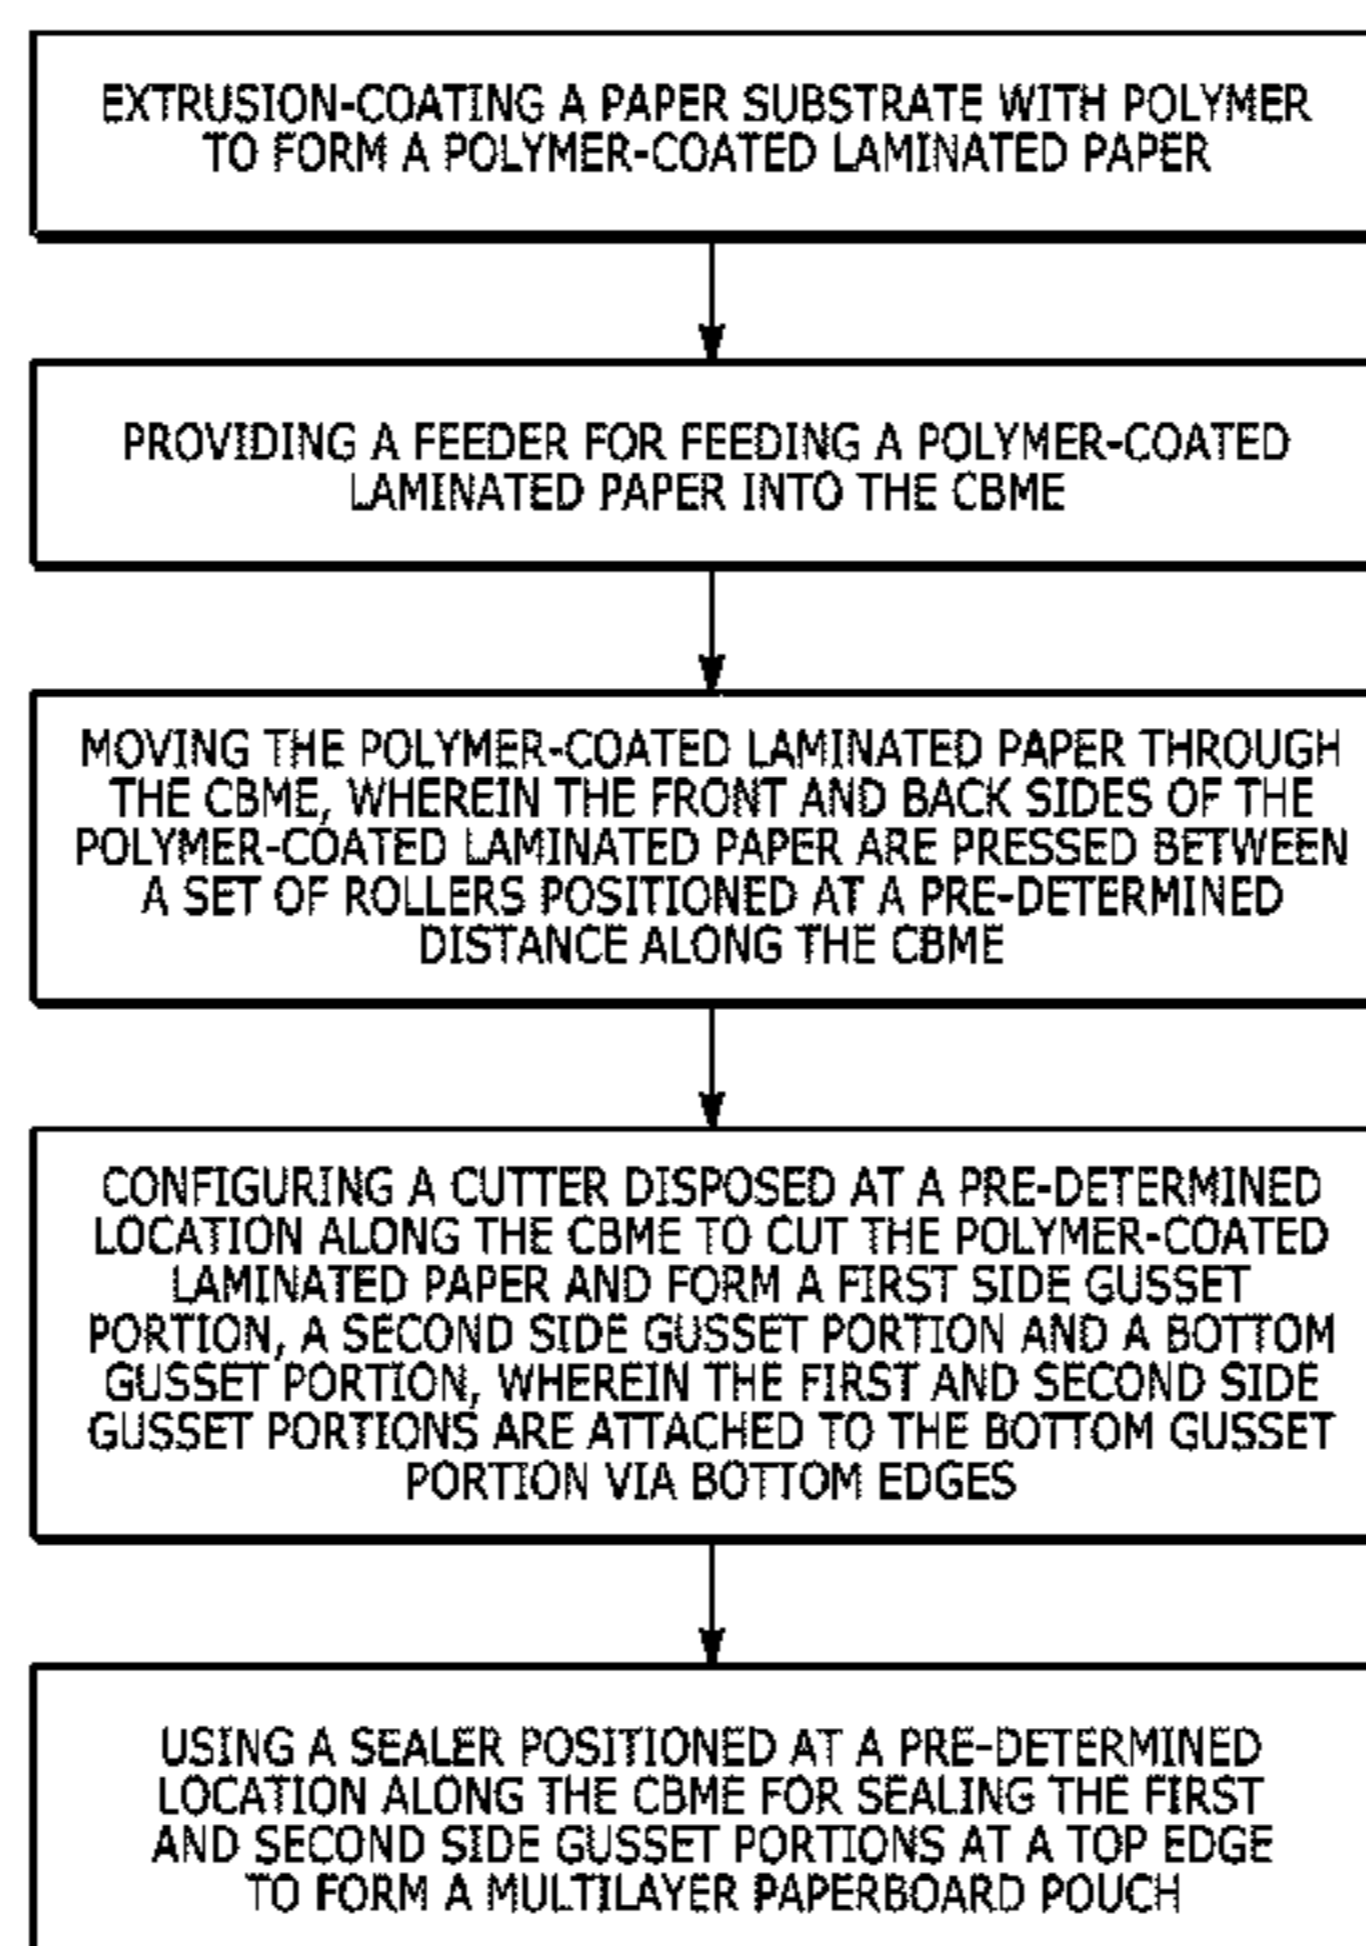 EXTRUSION-COATING A PAPER SUBSTRATE WITH POLYMER
TO FORM A POLYMER-COATED LAMINATED PAPER
PROVIDING A FEEDER FOR FEEDING A POLYMER-COATED
LAMINATED PAPER INTO THE CBME
MOVING THE POLYMER-COATED LAMINATED PAPER THROUGH
THE CBME, WHEREIN THE FRONT AND BACK SIDES OF THE
POLYMER-COATED LAMINATED PAPER ARE PRESSED BETWEEN
A SET OF ROLLERS POSITIONED AT A PRE-DETERMINED
DISTANCE ALONG THE CBME
CONFIGURING A CUTTER DISPOSED AT A PRE-DETERMINED
LOCATION ALONG THE CBME TO CUT THE POLYMER-COATED
LAMINATED PAPER AND FORM A FIRST SIDE GUSSET
PORTION, A SECOND SIDE GUSSET PORTION AND A BOTTOM
GUSSET PORTION, WHEREIN THE FIRST AND SECOND SIDE
GUSSET PORTIONS ARE ATTACHED TO THE BOTTOM GUSSET
PORTION VIA BOTTOM EDGES
USING A SEALER POSITIONED AT A PRE-DETERMINED
LOCATION ALONG THE CBME FOR SEALING THE FIRST
AND SECOND SIDE GUSSET PORTIONS AT A TOP EDGE
TO FORM A MULTILAYER PAPERBOARD POUCH